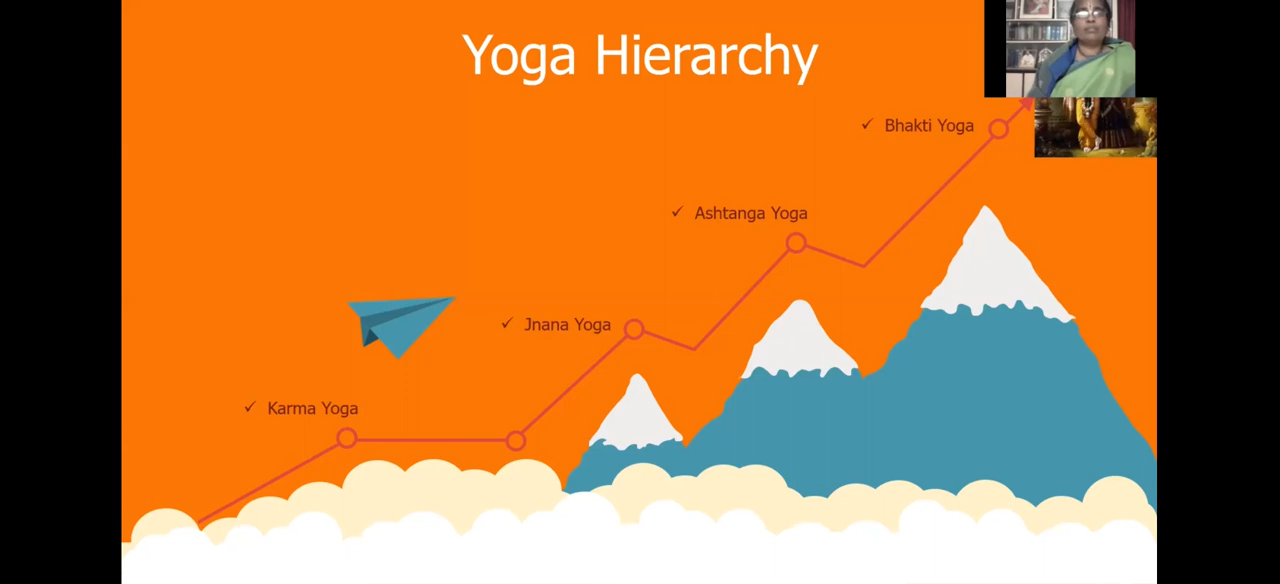 Yoga Hierarchy
✓ Bhakti Yoga
✓ Ashtanga Yoga
✓ Jnana Yoga
✓ Karma Yoga